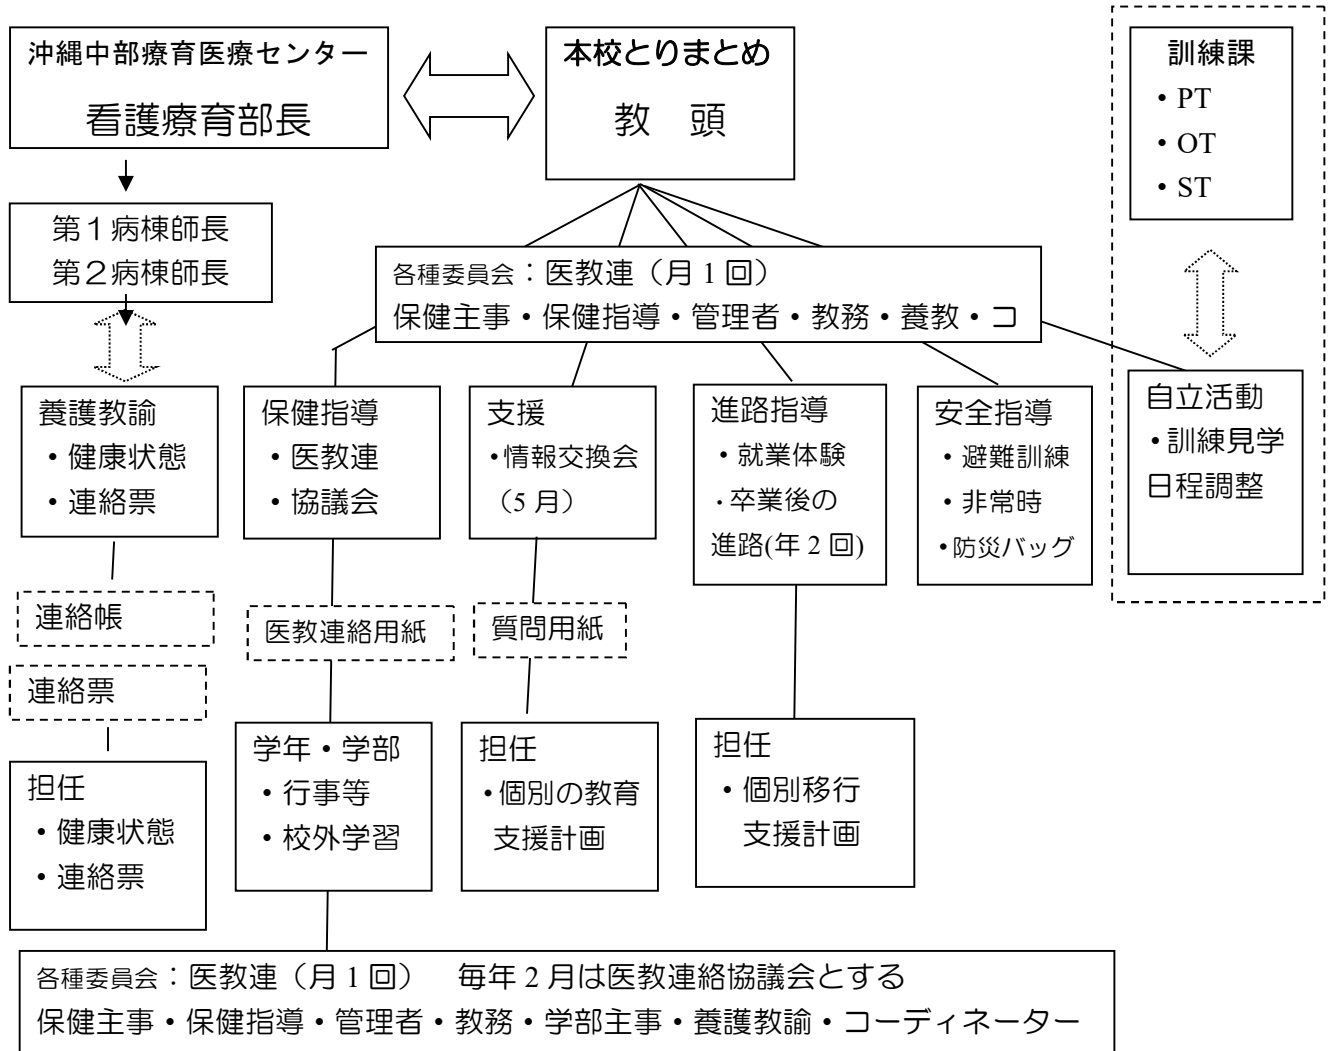 沖縄中部療育医療センター
看護療育部長
本校とりまとめ
教　頭
訓練課
・PT
・OT
・ST
第１病棟師長
第２病棟師長
各種委員会：医教連（月 1 回）
保健主事・保健指導・管理者・教務・養教・コ
養護教諭
・健康状態
・連絡票
保健指導
・医教連
・協議会
支援
・情報交換会
（5 月）
進路指導
・就業体験
・卒業後の
進路(年 2 回)
安全指導
・避難訓練
・非常時
・防災バッグ
自立活動
・訓練見学
日程調整
連絡帳
連絡票
医教連絡用紙
質問用紙
担任
・健康状態
・連絡票
学年・学部
・行事等
・校外学習
担任
・個別の教育
支援計画
担任
・個別移行
支援計画
各種委員会：医教連（月 1 回）　毎年 2 月は医教連絡協議会とする
保健主事・保健指導・管理者・教務・学部主事・養護教諭・コーディネーター